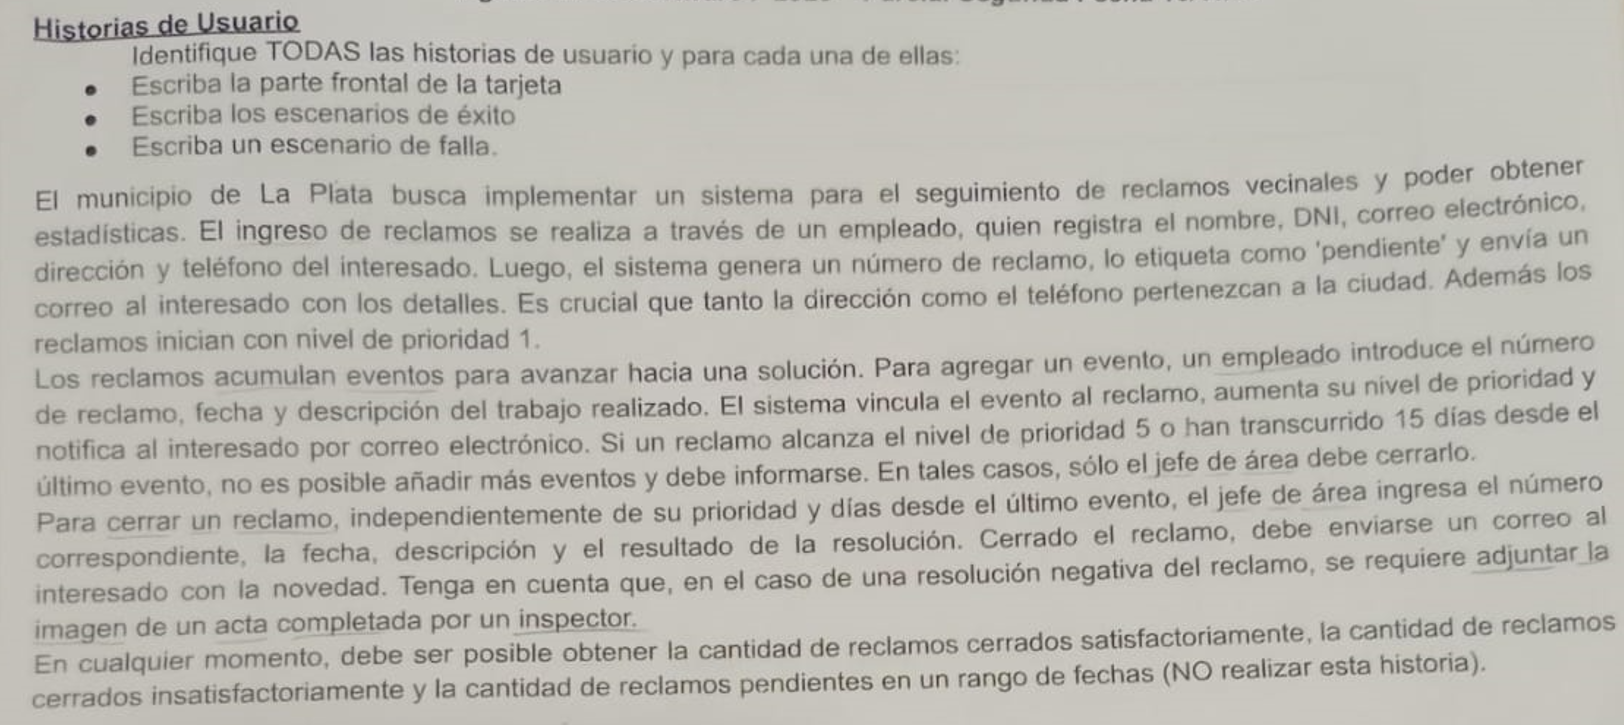 Historias de Usuario
Identifique TODAS las historias de usuario y para cada una de ellas:
• Escriba la parte frontal de la tarjeta
• Escriba los escenarios de éxito
• Escriba un escenario de falla.
El municipio de La Plata busca implementar un sistema para el seguimiento de reclamos vecinales y poder obtener
estadísticas. El ingreso de reclamos se realiza a través de un empleado, quien registra el nombre, DNI, correo electrónico,
dirección y teléfono del interesado. Luego, el sistema genera un número de reclamo, lo etiqueta como 'pendiente' y envía un
correo al interesado con los detalles. Es crucial que tanto la dirección como el teléfono pertenezcan a la ciudad. Además los
reclamos inician con nivel de prioridad 1.
Los reclamos acumulan eventos para avanzar hacia una solución. Para agregar un evento, un empleado introduce el número
de reclamo, fecha y descripción del trabajo realizado. El sistema vincula el evento al reclamo, aumenta su nivel de prioridad y
notifica al interesado por correo electrónico. Si un reclamo alcanza el nivel de prioridad 5 o han transcurrido 15 días desde el
último evento, no es posible añadir más eventos y debe informarse. En tales casos, sólo el jefe de área debe cerrarlo.
Para cerrar un reclamo, independientemente de su prioridad y días desde el último evento, el jefe de área ingresa el número
correspondiente, la fecha, descripción y el resultado de la resolución. Cerrado el reclamo, debe enviarse un correo al
interesado con la novedad. Tenga en cuenta que, en el caso de una resolución negativa del reclamo, se requiere adjuntar la
imagen de un acta completada por un inspector.
En cualquier momento, debe ser posible obtener la cantidad de reclamos cerrados satisfactoriamente, la cantidad de reclamos
cerrados insatisfactoriamente y la cantidad de reclamos pendientes en un rango de fechas (NO realizar esta historia).